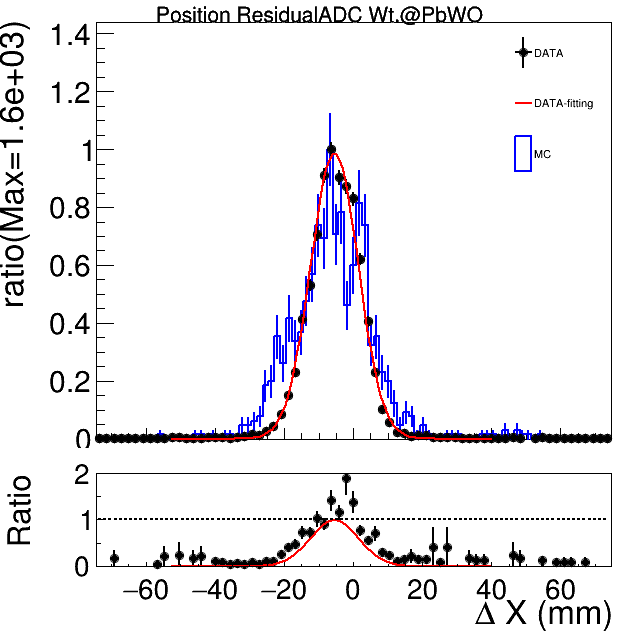 Position ResidualADC Wt.@PbWO
ratio(Max=1.6e+03)
1.4
1.2
1
0.8
0.6
0.4
0.2
0
DATA
DATA-fitting
MC
Ratio
2
1
0
−60 −40 −20 0 20 40 60
Δ X (mm)